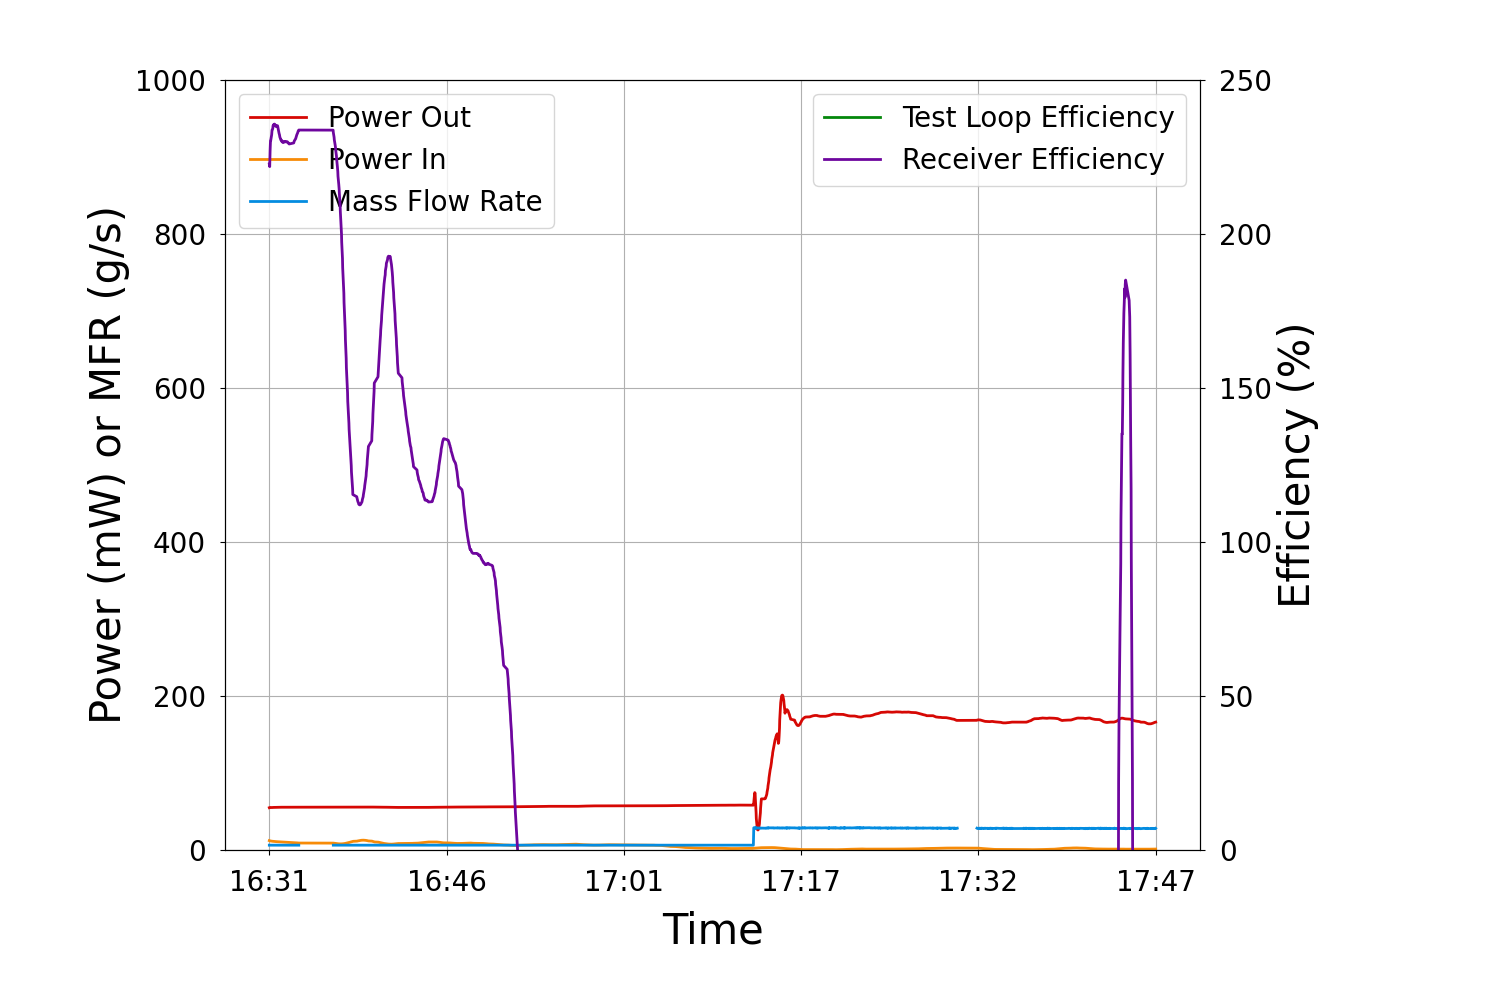 1000
800
600
400
200
0
Power (mW) or MFR (g/s)
Power Out
Power In
Mass Flow Rate
Test Loop Efficiency
Receiver Efficiency
250
200
150
100
50
0
Efficiency (%)
16:31 16:46 17:01 17:17 17:32 17:47
Time